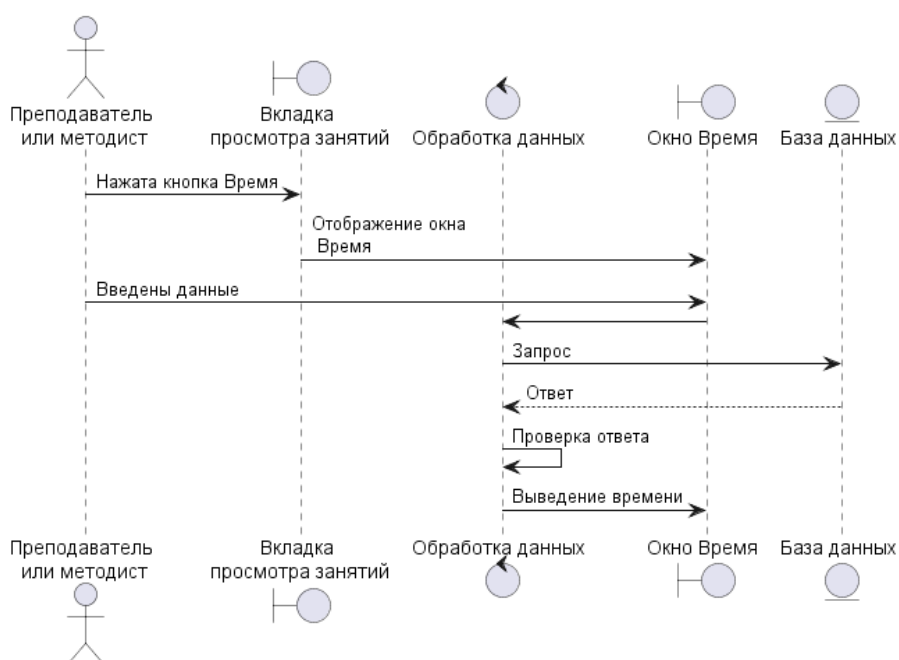 Преподаватель
или методист
Вкладка
просмотра занятий
Обработка данных
Окно Время
База данных
Нажата кнопка Время
Отображение окна
Время
Введены данные
Запрос
Ответ
Проверка ответа
Выведение времени
Преподаватель
или методист
Вкладка
просмотра занятий
Обработка данных
Окно Время
База данных